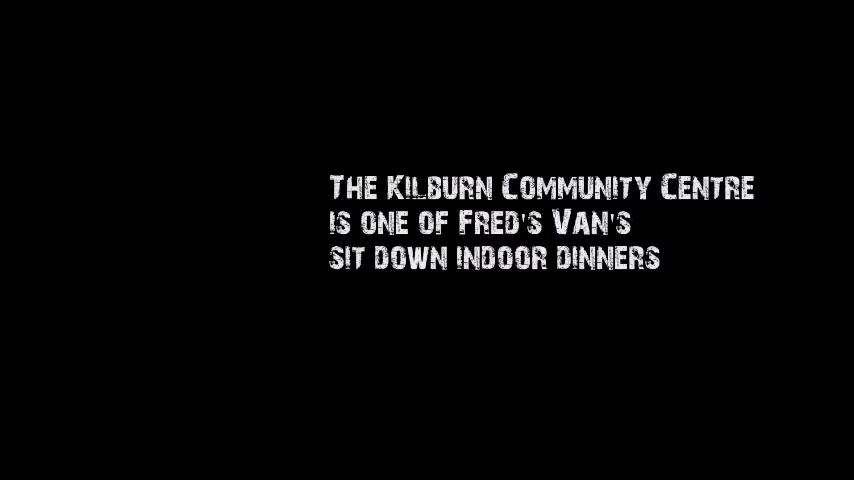 The Kilburn Community Centre
is one of Fred's Van's
sit down indoor dinners